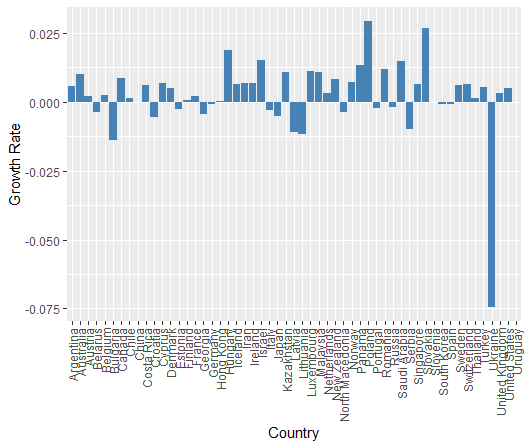 Growth Rate
0.025
0.000
-0.025
-0.050
-0.075
Argentina
Australia
Austria
Belarus
Belgium
Bulgaria
Canada
Chile
China
Costa Rica
Croatia
Cyprus
Denmark
Estonia
Finland
France
Georgia
Germany
Hong Kong
Hungary
Iceland
Iran
Ireland
Israel
Italy
Japan
Kazakhstan
Latvia
Lithuania
Luxembourg
Malaysia
Netherlands
New Zealand
North Macedonia
Norway
Panama
Poland
Portugal
Romania
Russia
Saudi Arabia
Serbia
Singapore
Slovakia
Slovenia
South Korea
Spain
Sweden
Switzerland
Thailand
Turkey
Ukraine
United Kingdom
United States
Uruguay
Country